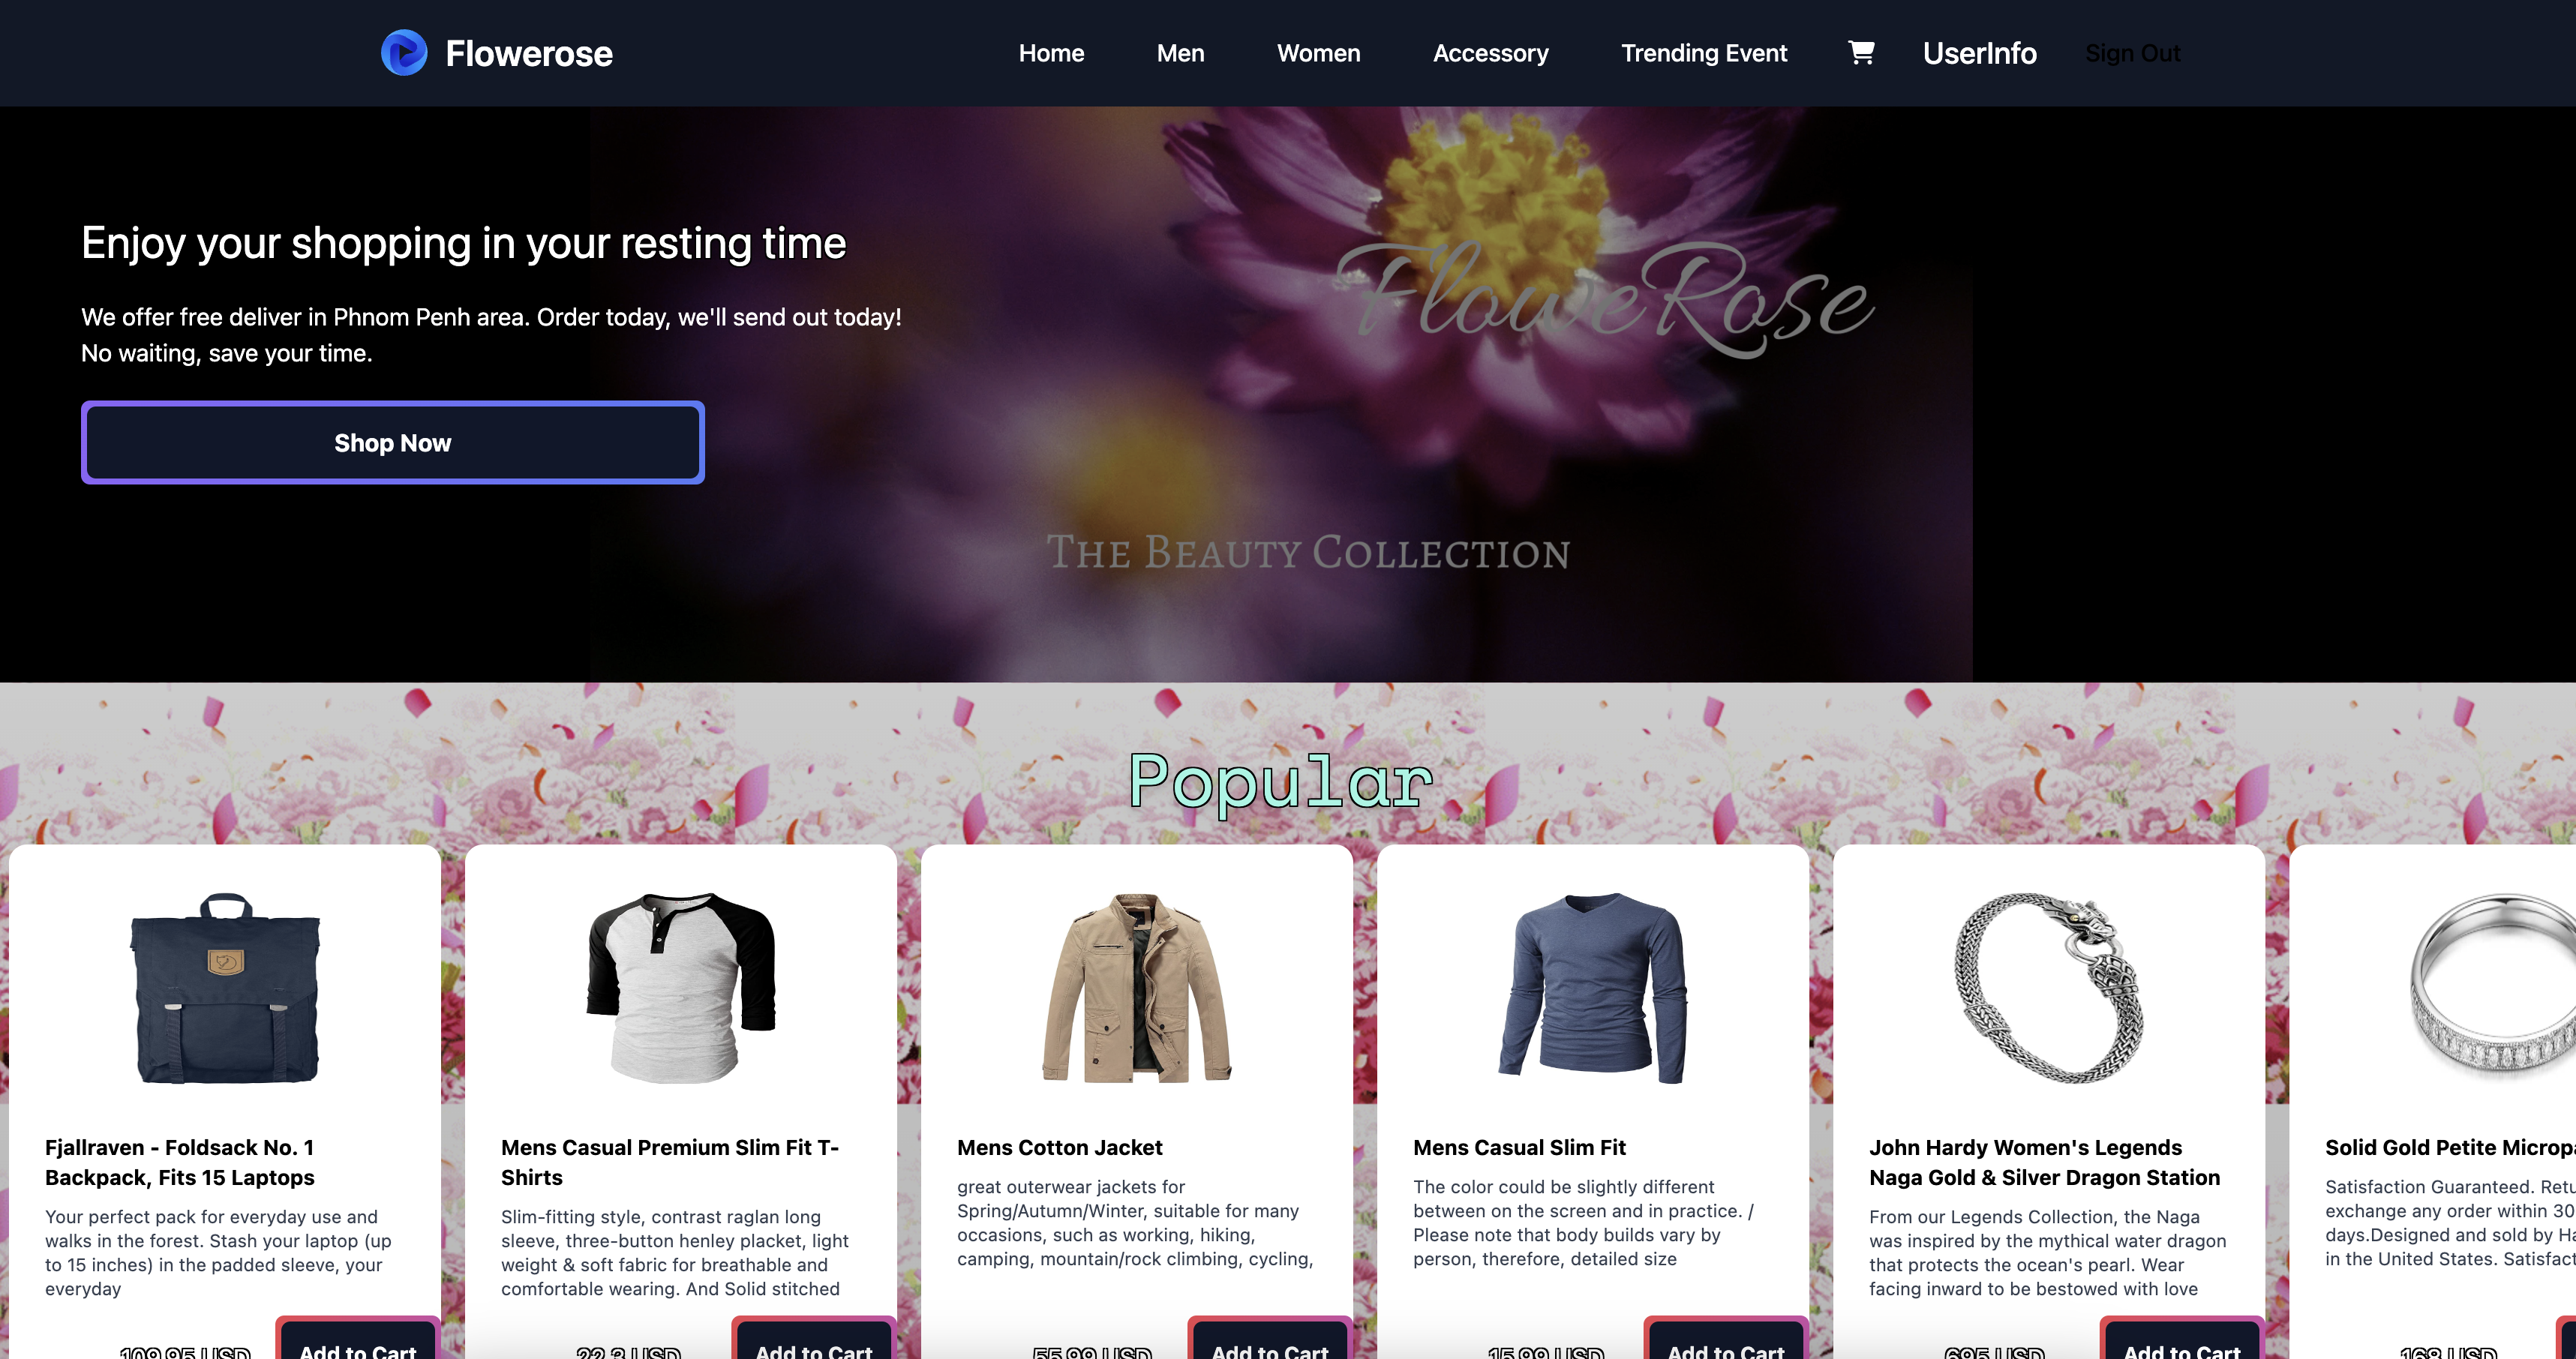 Flowerose
Home Men Women Accessory Trending Event UserInfo Sign Out
Enjoy your shopping in your resting time
We offer free deliver in Phnom Penh area. Order today, we'll send out today!
No waiting, save your time.
Shop Now
FloweRose
The Beauty Collection
Popular
Fjallraven - Foldsack No. 1
Backpack, Fits 15 Laptops
Your perfect pack for everyday use and
walks in the forest. Stash your laptop (up
to 15 inches) in the padded sleeve, your
everyday
109.95 USD Add to Cart
Mens Casual Premium Slim Fit T-
Shirts
Slim-fitting style, contrast raglan long
sleeve, three-button henley placket, light
weight & soft fabric for breathable and
comfortable wearing. And Solid stitched
22.3 USD Add to Cart
Mens Cotton Jacket
great outerwear jackets for
Spring/Autumn/Winter, suitable for many
occasions, such as working, hiking,
camping, mountain/rock climbing, cycling,
55.99 USD Add to Cart
Mens Casual Slim Fit
The color could be slightly different
between on the screen and in practice. /
Please note that body builds vary by
person, therefore, detailed size
15.99 USD Add to Cart
John Hardy Women's Legends
Naga Gold & Silver Dragon Station
From our Legends Collection, the Naga
was inspired by the mythical water dragon
that protects the ocean's pearl. Wear
facing inward to be bestowed with love
695 USD Add to Cart
Solid Gold Petite Micropa
Satisfaction Guaranteed. Retu
exchange any order within 30
days.Designed and sold by Ha
in the United States. Satisfact
168 USD